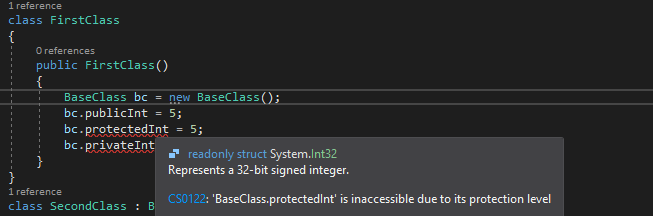 1 reference
class FirstClass
{
0 references
public FirstClass()
{
BaseClass bc = new BaseClass();
bc.publicInt = 5;
bc.protectedInt = 5;
bc.privateInt
readonly struct System.Int32
Represents a 32-bit signed integer.
CS0122: 'BaseClass.protectedInt' is inaccessible due to its protection level
}
}
1 reference
class SecondClass : B